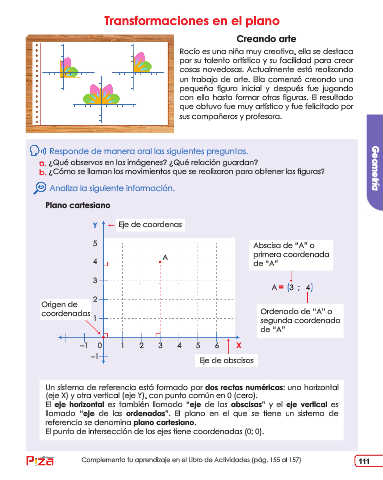 Transformaciones en el plano
Creando arte
Rocío es una niña muy creativa, ella se destaca
por su talento artístico y su facilidad para crear
cosas novedosas. Actualmente está realizando
un trabajo de arte. Ella comenzó creando una
pequeña figura inicial y después fue jugando
con ella hasta formar otras figuras. El resultado
que obtuvo fue muy artístico y fue felicitado por
sus compañeros y profesora.
Responde de manera oral las siguientes preguntas.
a. ¿Qué observas en las imágenes? ¿Qué relación guardan?
b. ¿Cómo se llaman los movimientos que se realizaron para obtener las figuras?
Analiza la siguiente información.
Geometría
Plano cartesiano
Y ← Eje de coordenas
5
4
A
3
2
1
Origen de
coordenadas
-1 0 1 2 3 4 5 6 X
-1
Eje de abscisas
Abscisa de "A" o
primera coordenada
de "A"
A = (3 ; 4)
Ordenada de "A" o
segunda coordenada
de "A"
Un sistema de referencia está formado por dos rectas numéricas: una horizontal
(eje X) y otra vertical (eje Y), con punto común en 0 (cero).
El eje horizontal es también llamado "eje de las abscisas" y el eje vertical es
llamado "eje de las ordenadas". El plano en el que se tiene un sistema de
referencia se denomina plano cartesiano.
El punto de intersección de los ejes tiene coordenadas (0; 0).
Complementa tu aprendizaje en el Libro de Actividades (pág. 155 al 157)
111